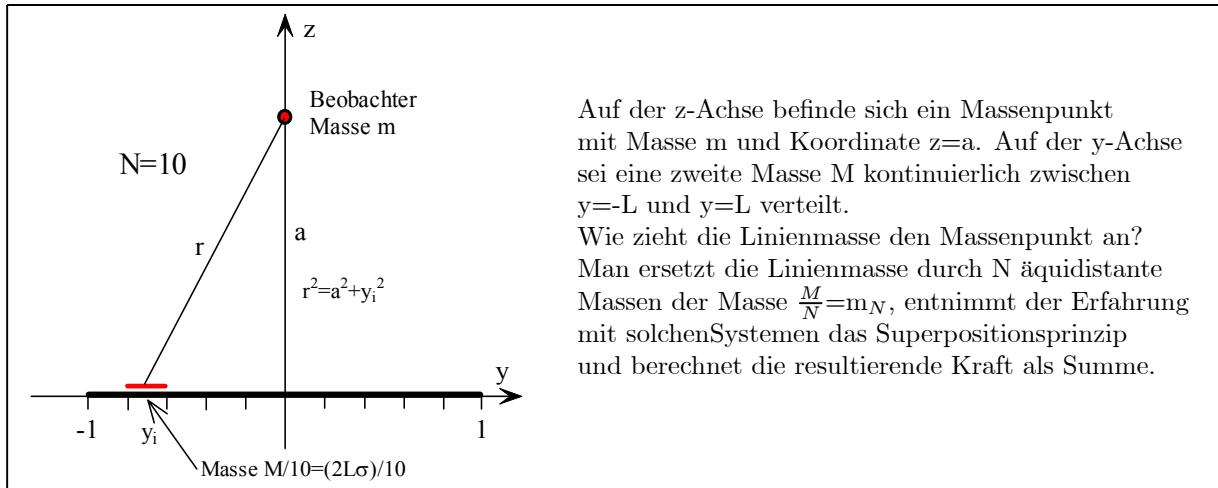 z
Beobachter
Masse m
N=10
r
a
r²=a²+yᵢ²
y
-1
yᵢ
1
Masse M/10=(2Lσ)/10
Auf der z-Achse befinde sich ein Massenpunkt
mit Masse m und Koordinate z=a. Auf der y-Achse
sei eine zweite Masse M kontinuierlich zwischen
y=-L und y=L verteilt.
Wie zieht die Linienmasse den Massenpunkt an?
Man ersetzt die Linienmasse durch N äquidistante
Massen der Masse $\frac{M}{N}$=m_N, entnimmt der Erfahrung
mit solchenSystemen das Superpositionsprinzip
und berechnet die resultierende Kraft als Summe.